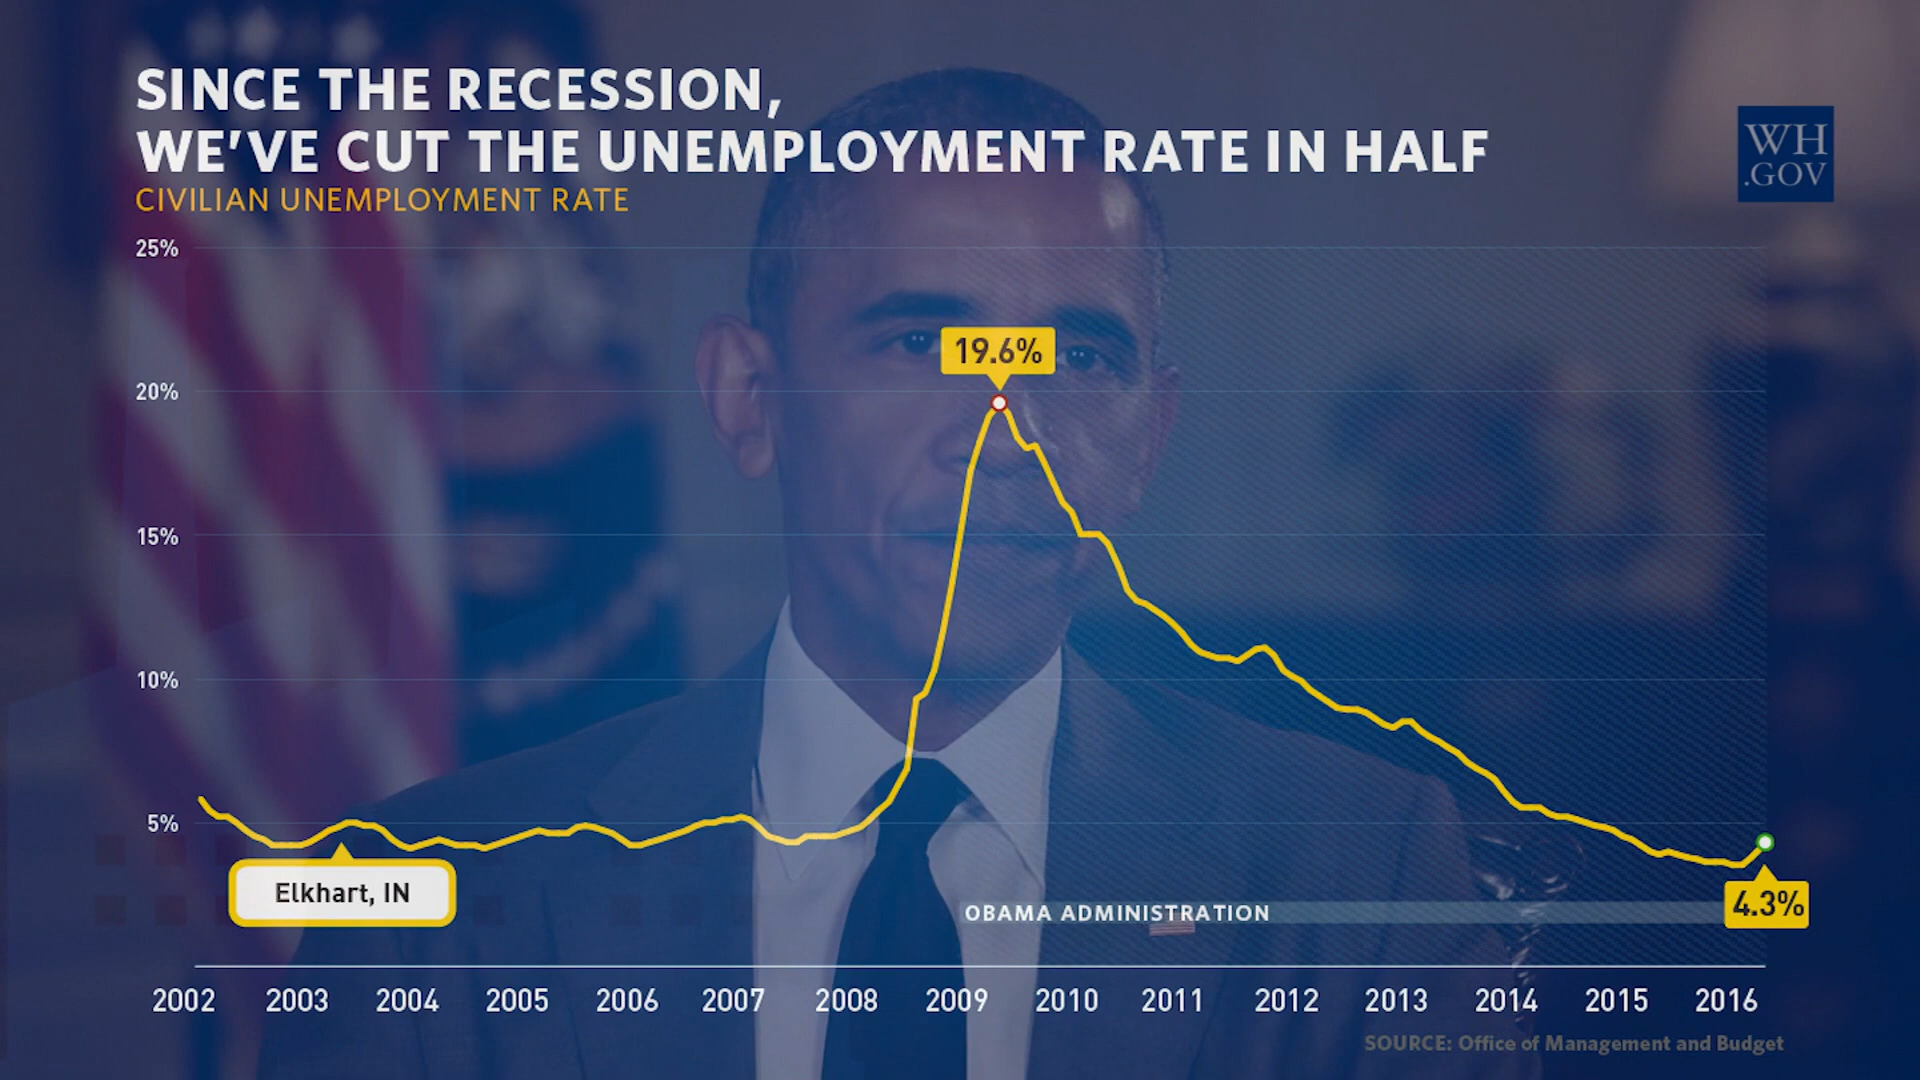 SINCE THE RECESSION,
WE'VE CUT THE UNEMPLOYMENT RATE IN HALF
CIVILIAN UNEMPLOYMENT RATE
WH
.GOV
25%
19.6%
20%
15%
10%
5%
Elkhart, IN
4.3%
OBAMA ADMINISTRATION
2002 2003 2004 2005 2006 2007 2008 2009 2010 2011 2012 2013 2014 2015 2016
SOURCE: Office of Management and Budget